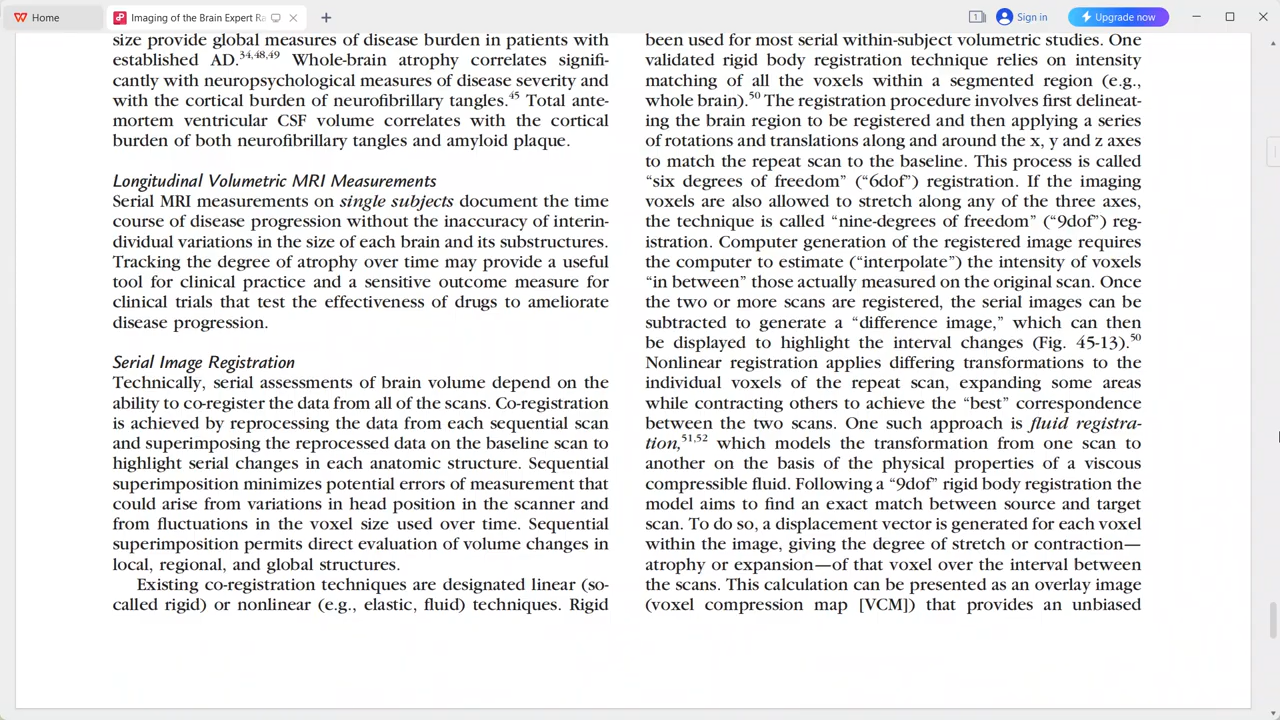 Home
Imaging of the Brain Expert Ra
Sign in
Upgrade now
size provide global measures of disease burden in patients with
established AD.34,48,49 Whole-brain atrophy correlates signifi-
cantly with neuropsychological measures of disease severity and
with the cortical burden of neurofibrillary tangles.45 Total ante-
mortem ventricular CSF volume correlates with the cortical
burden of both neurofibrillary tangles and amyloid plaque.
Longitudinal Volumetric MRI Measurements
Serial MRI measurements on single subjects document the time
course of disease progression without the inaccuracy of interin-
dividual variations in the size of each brain and its substructures.
Tracking the degree of atrophy over time may provide a useful
tool for clinical practice and a sensitive outcome measure for
clinical trials that test the effectiveness of drugs to ameliorate
disease progression.
Serial Image Registration
Technically, serial assessments of brain volume depend on the
ability to co-register the data from all of the scans. Co-registration
is achieved by reprocessing the data from each sequential scan
and superimposing the reprocessed data on the baseline scan to
highlight serial changes in each anatomic structure. Sequential
superimposition minimizes potential errors of measurement that
could arise from variations in head position in the scanner and
from fluctuations in the voxel size used over time. Sequential
superimposition permits direct evaluation of volume changes in
local, regional, and global structures.
Existing co-registration techniques are designated linear (so-
called rigid) or nonlinear (e.g., elastic, fluid) techniques. Rigid
been used for most serial within-subject volumetric studies. One
validated rigid body registration technique relies on intensity
matching of all the voxels within a segmented region (e.g.,
whole brain).50 The registration procedure involves first delineat-
ing the brain region to be registered and then applying a series
of rotations and translations along and around the x, y and z axes
to match the repeat scan to the baseline. This process is called
“six degrees of freedom” (“6dof”) registration. If the imaging
voxels are also allowed to stretch along any of the three axes,
the technique is called “nine-degrees of freedom” (“9dof”) reg-
istration. Computer generation of the registered image requires
the computer to estimate (“interpolate”) the intensity of voxels
“in between” those actually measured on the original scan. Once
the two or more scans are registered, the serial images can be
subtracted to generate a “difference image,” which can then
be displayed to highlight the interval changes (Fig. 45-13).50
Nonlinear registration applies differing transformations to the
individual voxels of the repeat scan, expanding some areas
while contracting others to achieve the “best” correspondence
between the two scans. One such approach is fluid registra-
tion,51,52 which models the transformation from one scan to
another on the basis of the physical properties of a viscous
compressible fluid. Following a “9dof” rigid body registration the
model aims to find an exact match between source and target
scan. To do so, a displacement vector is generated for each voxel
within the image, giving the degree of stretch or contraction—
atrophy or expansion—of that voxel over the interval between
the scans. This calculation can be presented as an overlay image
(voxel compression map [VCM]) that provides an unbiased